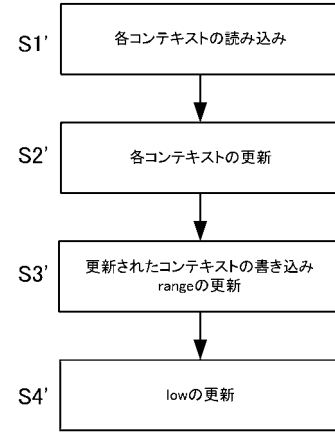 S1' 各コンテキストの読み込み
S2' 各コンテキストの更新
S3' 更新されたコンテキストの書き込み
rangeの更新
S4' lowの更新